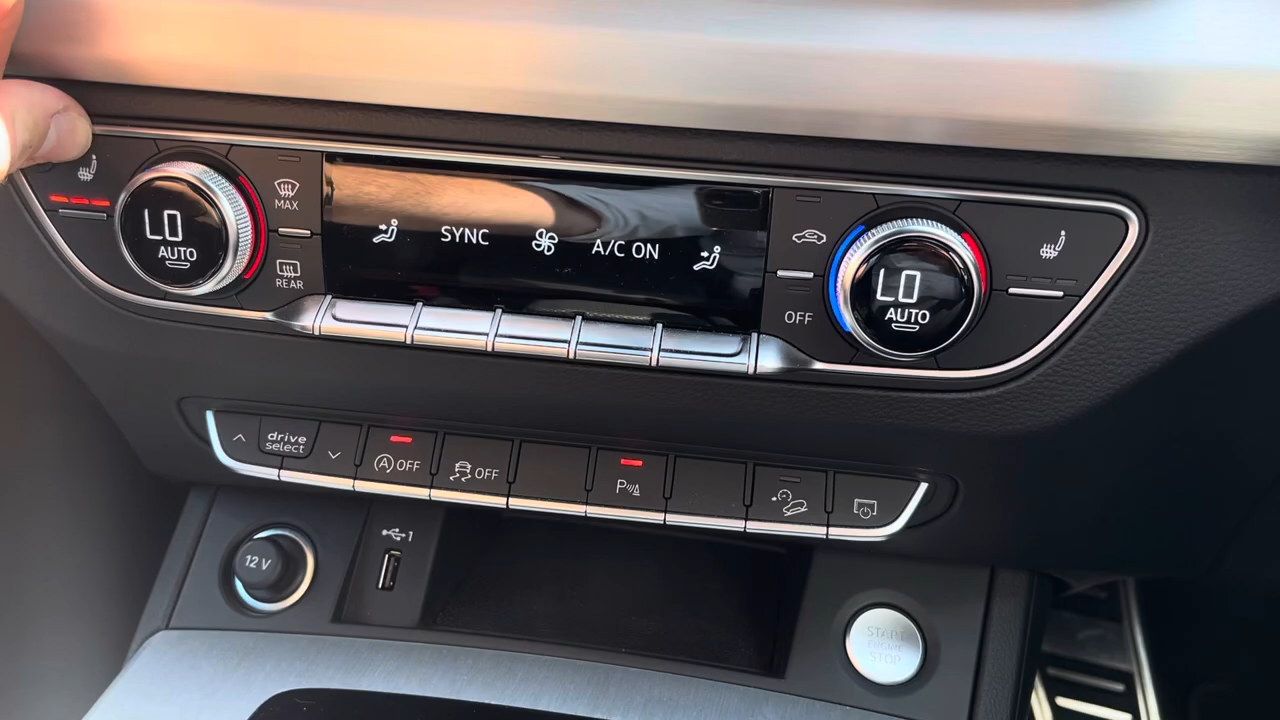 MAX
LO
AUTO
REAR
SYNC
A/C ON
OFF
LO
AUTO
drive
select
A OFF
OFF
P
12 V
1
START
ENGINE
STOP